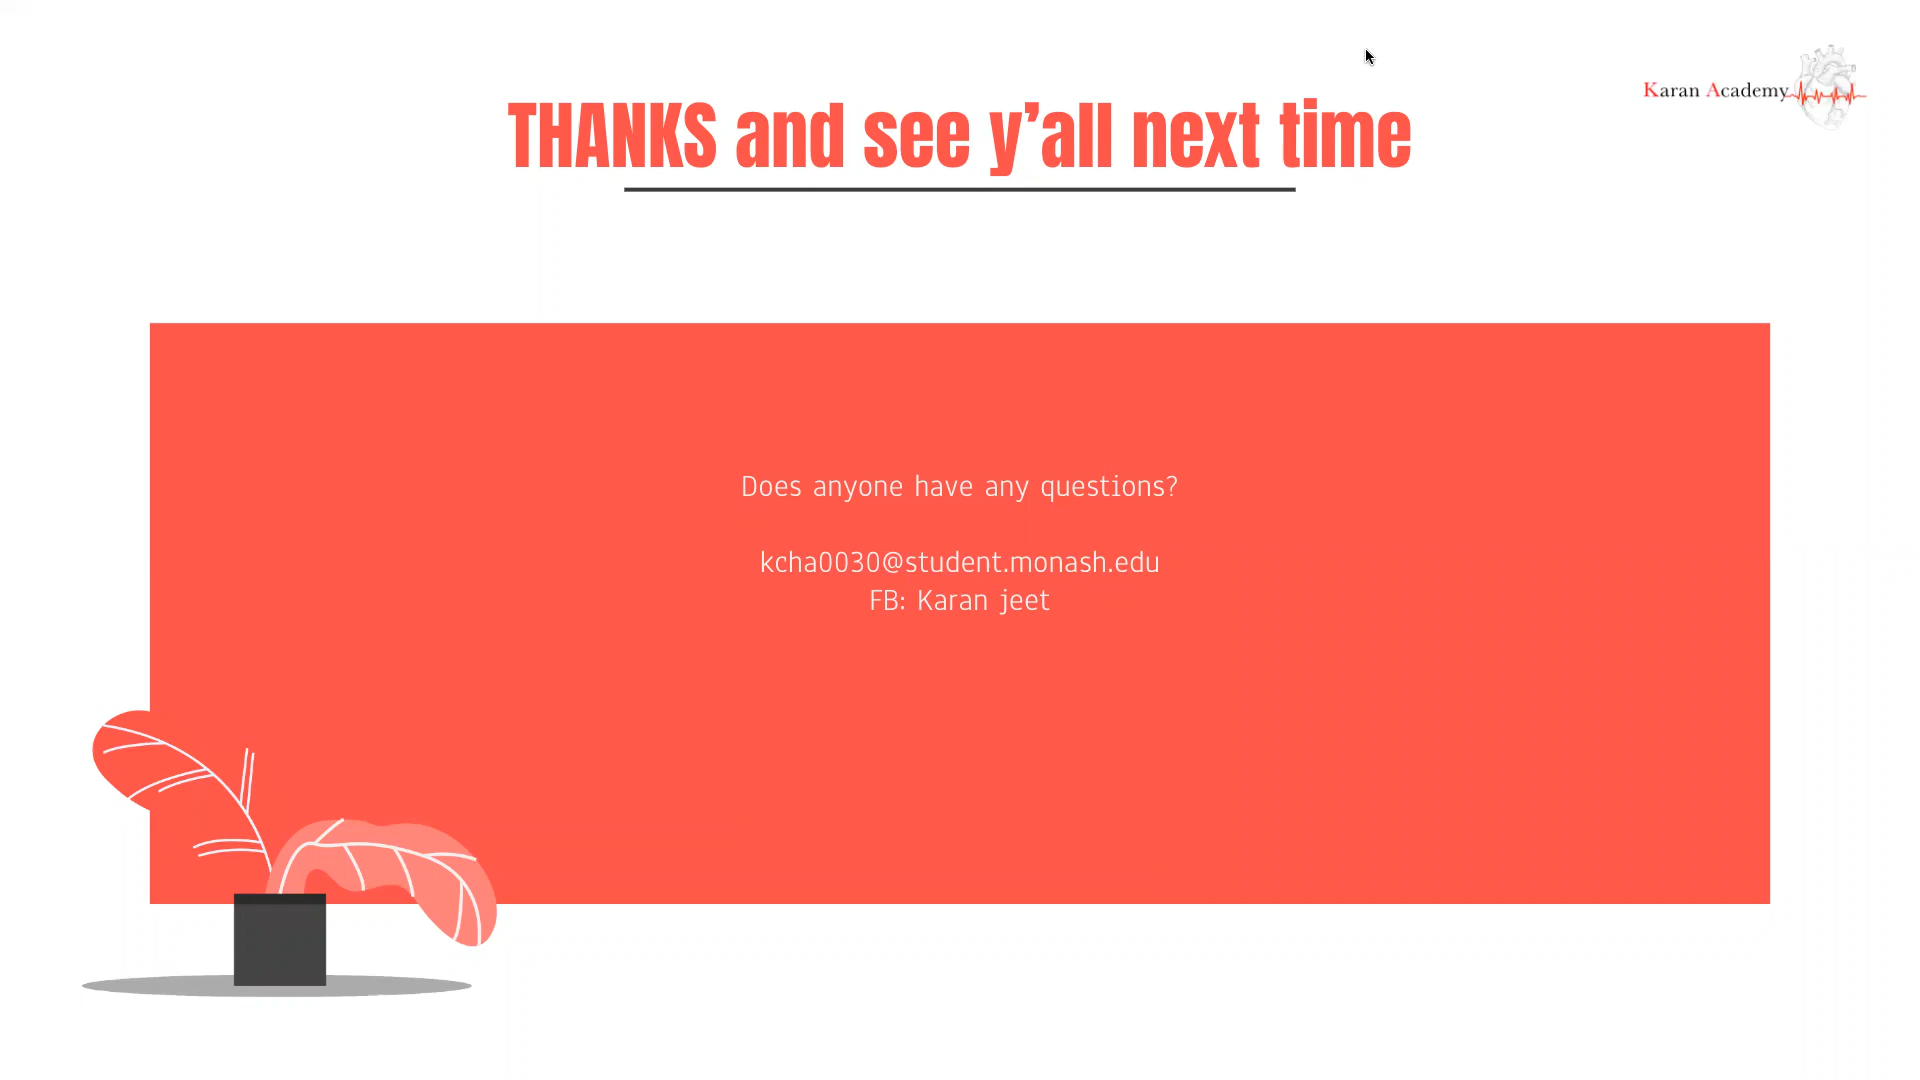 Karan Academy
THANKS and see y’all next time
Does anyone have any questions?
kcha0030@student.monash.edu
FB: Karan jeet